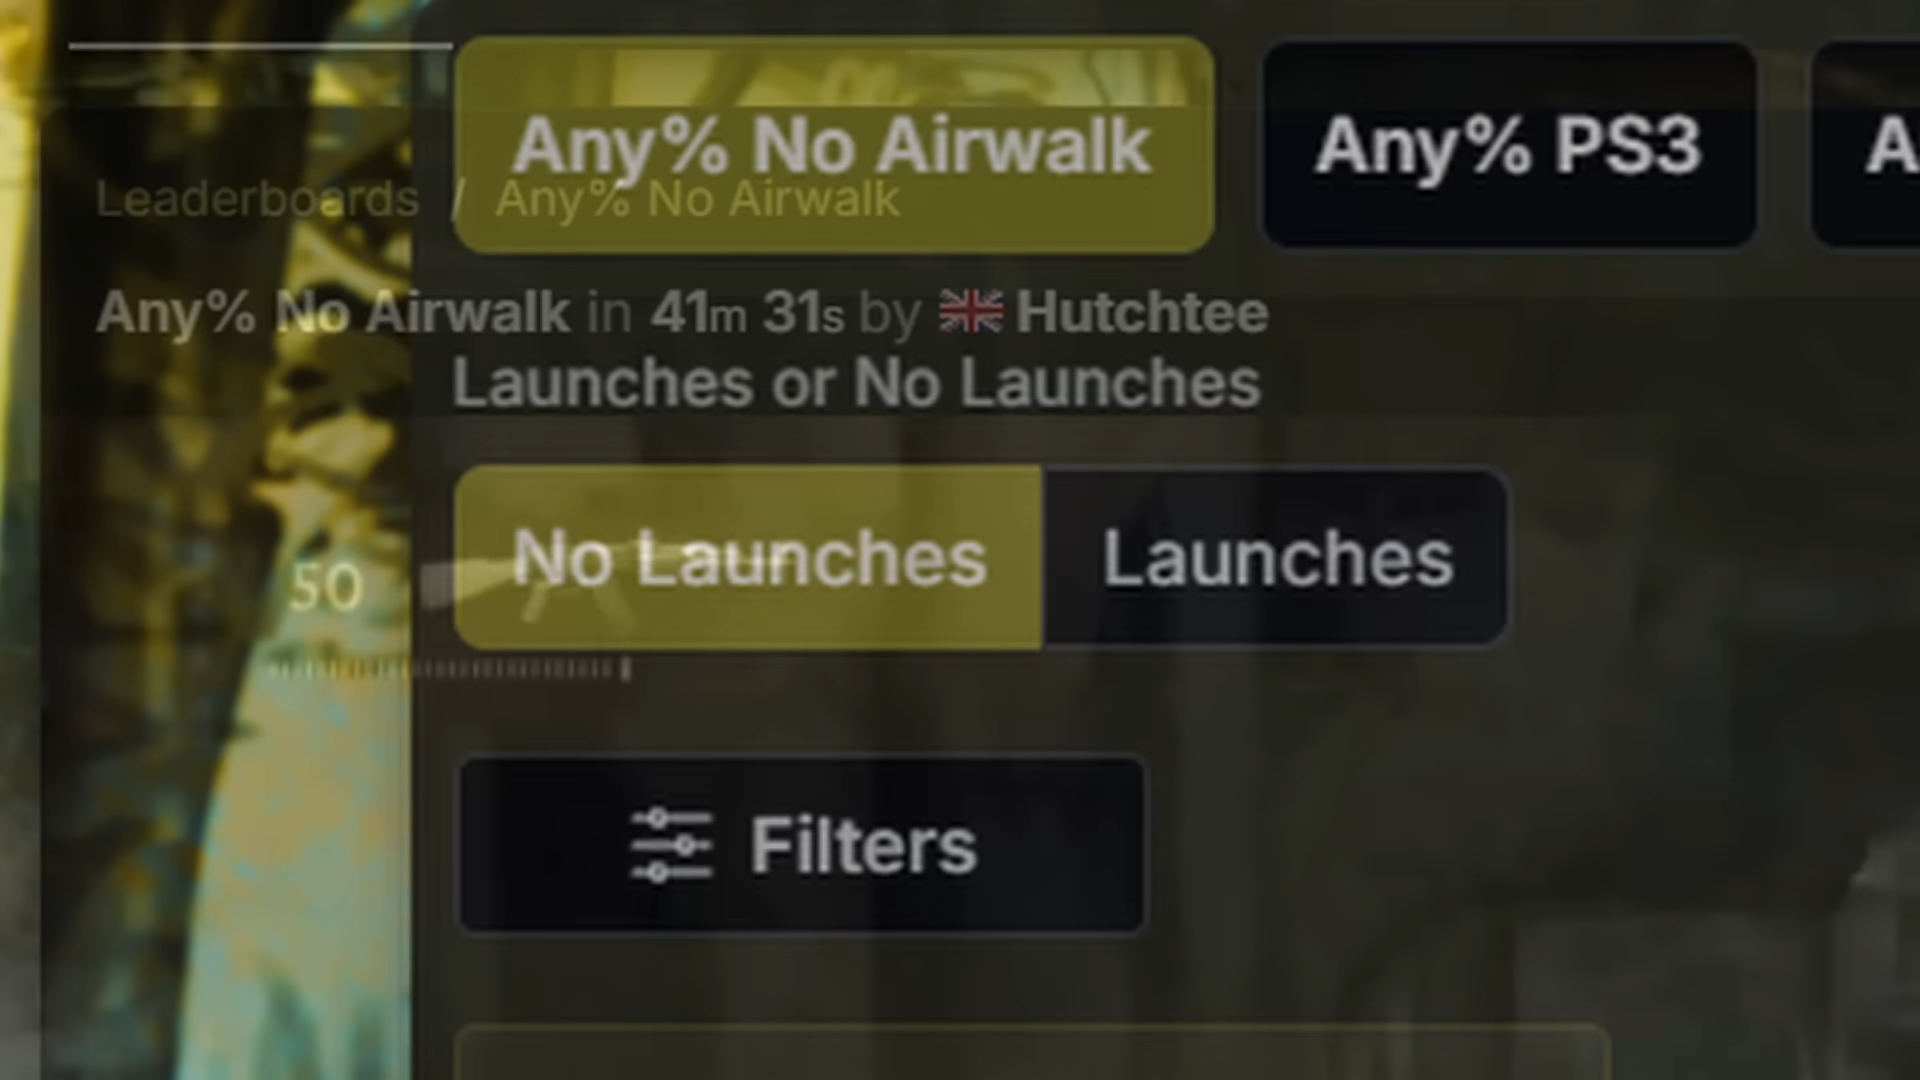 Any% No Airwalk
Any% PS3
A
Leaderboards / Any% No Airwalk
Any% No Airwalk in 41m 31s by Hutchtee
Launches or No Launches
No Launches
Launches
50
Filters